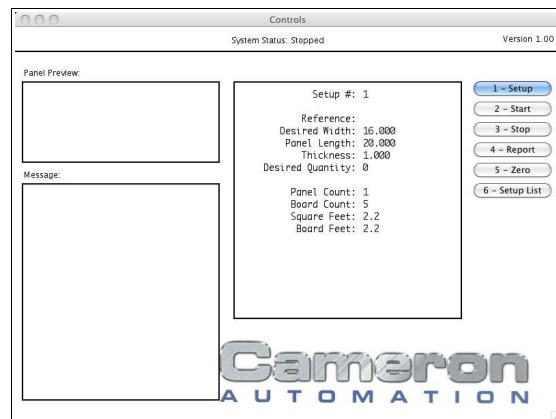 Controls
System Status: Stopped
Version 1.00
Panel Preview:
Message:
Setup #: 1
Reference:
Desired Width: 16.000
Panel Length: 20.000
Thickness: 1.000
Desired Quantity: 0
Panel Count: 1
Board Count: 5
Square Feet: 2.2
Board Feet: 2.2
1 - Setup
2 - Start
3 - Stop
4 - Report
5 - Zero
6 - Setup List
Cameron
AUTOMATION